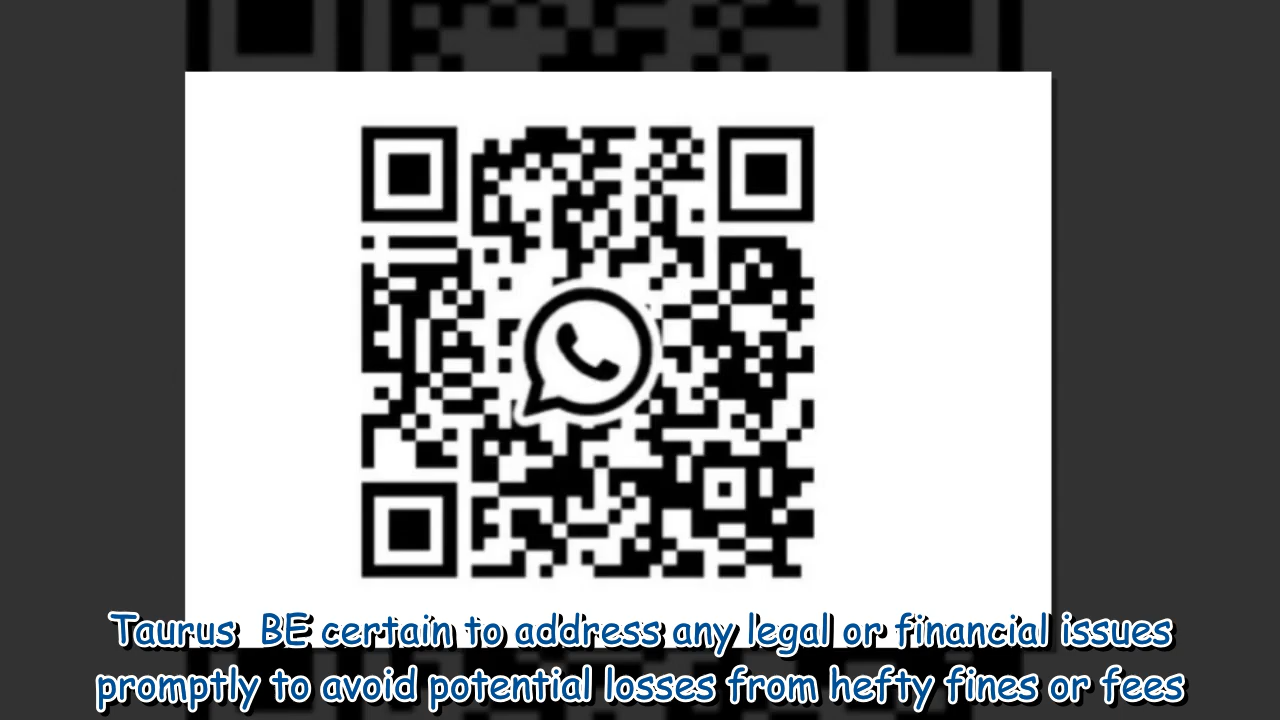 Taurus  BE certain to address any legal or financial issues
promptly to avoid potential losses from hefty fines or fees